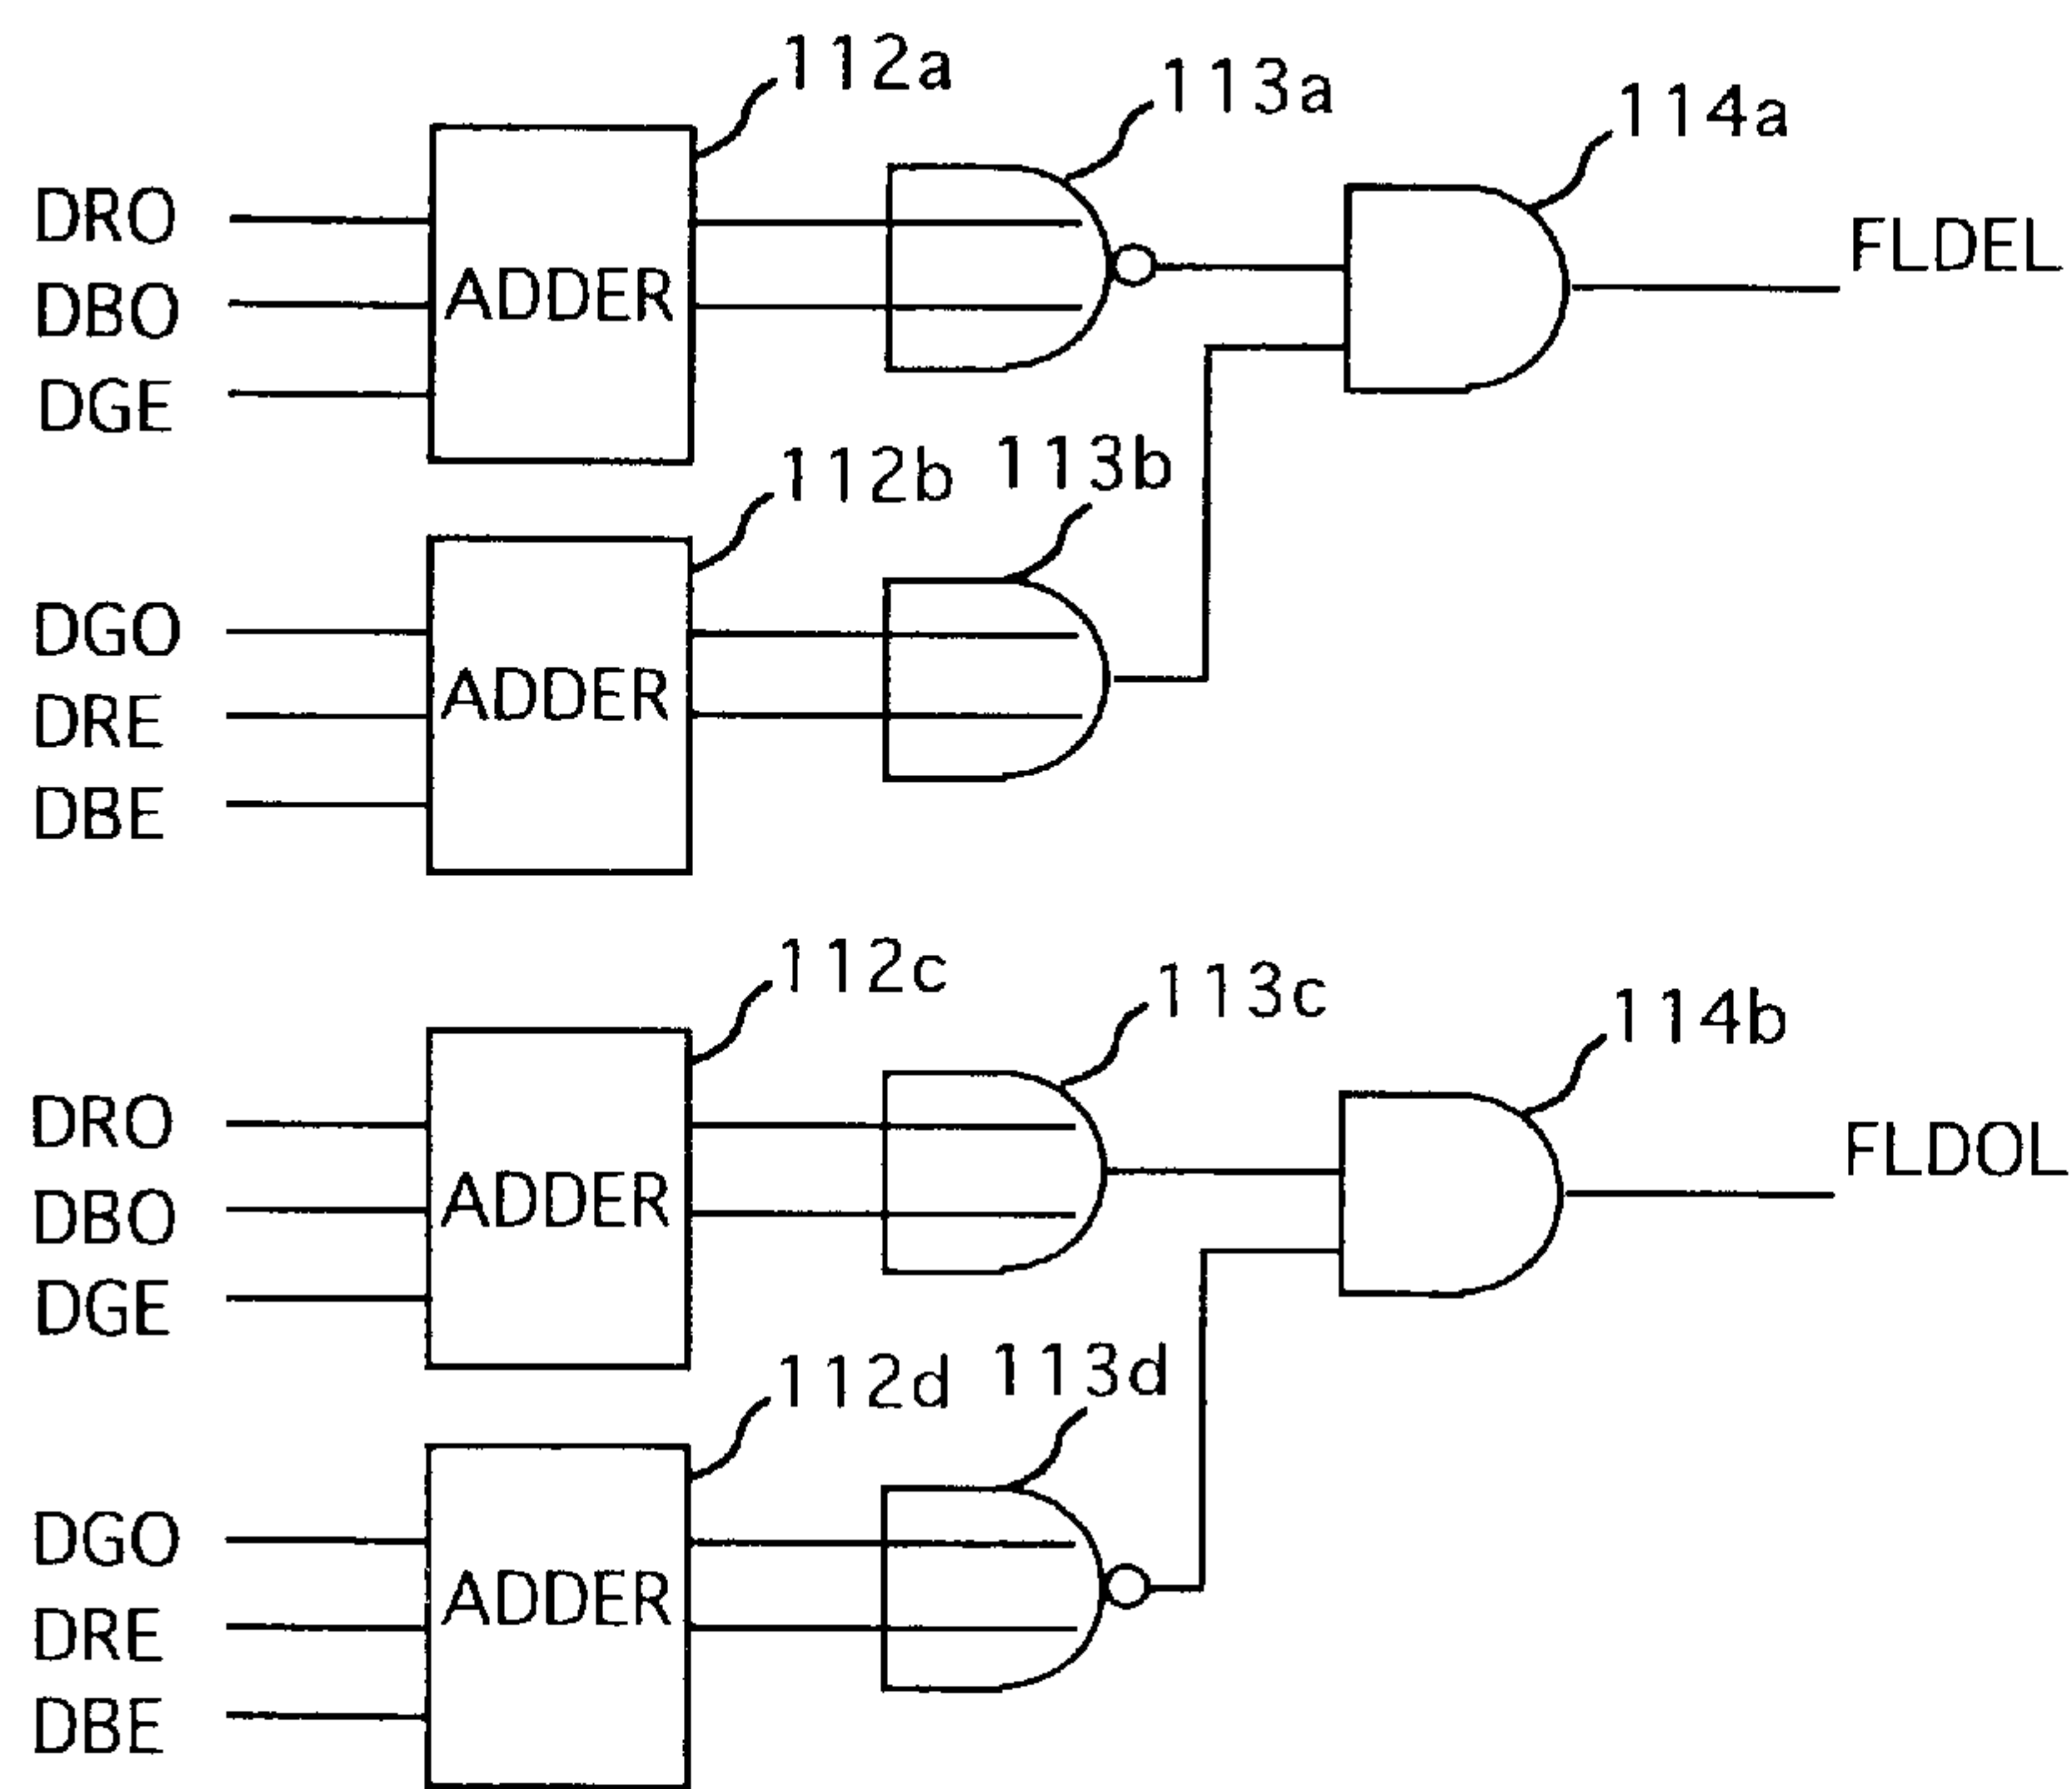 112a
113a
114a
DRO
DBO
DGE
ADDER
FLDEL
112b
113b
DGO
DRE
DBE
ADDER
112c
113c
114b
DRO
DBO
DGE
ADDER
FLDOL
112d
113d
DGO
DRE
DBE
ADDER